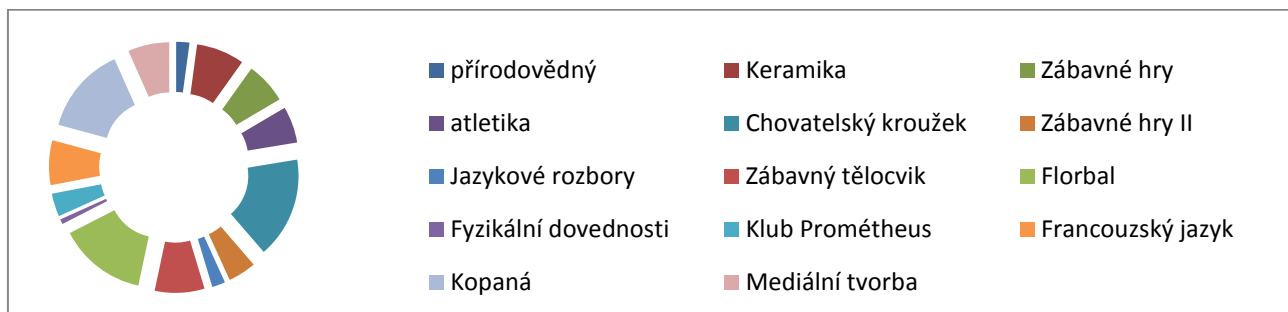 přírodovědný Keramika Zábavné hry
atletika Chovatelský kroužek Zábavné hry II
Jazykové rozbory Zábavný tělocvik Florbal
Fyzikální dovednosti Klub Prométheus Francouzský jazyk
Kopaná Mediální tvorba